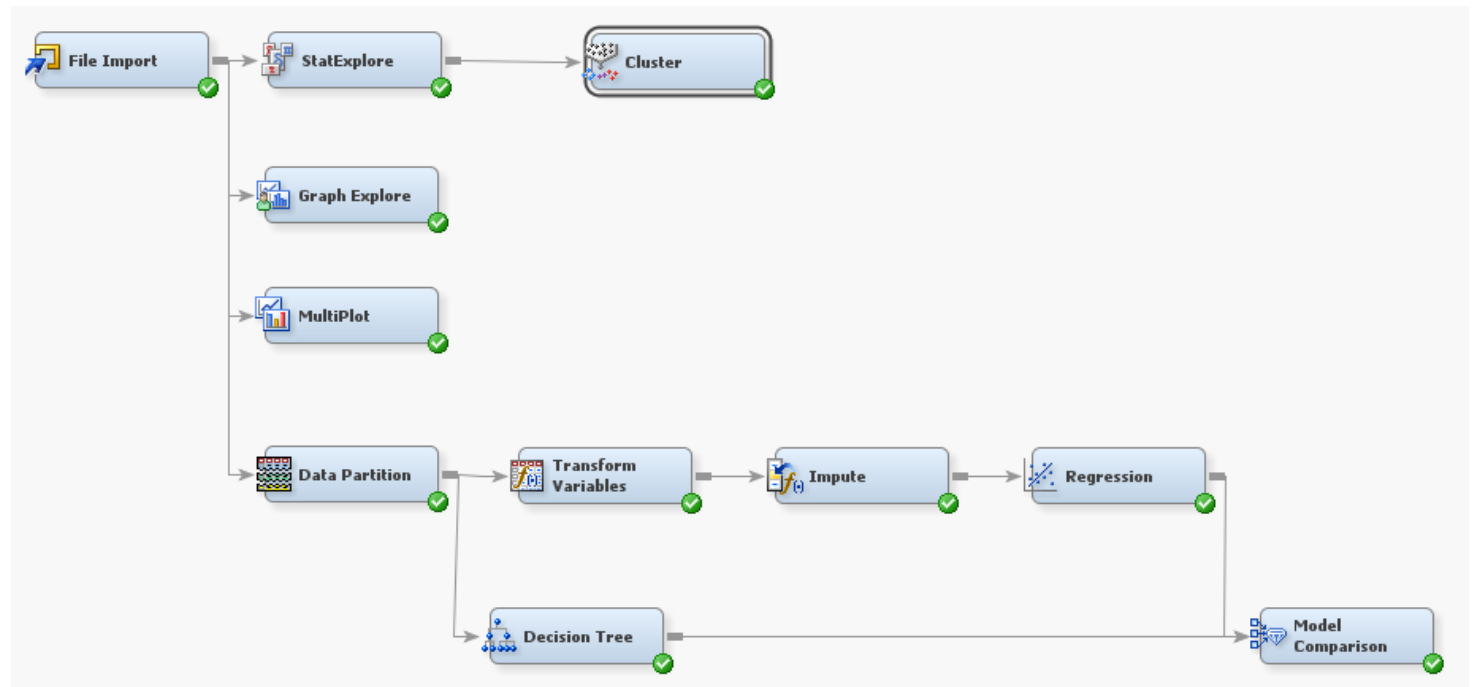 File Import
StatExplore
Cluster
Graph Explore
MultiPlot
Data Partition
Transform
Variables
Impute
Regression
Decision Tree
Model
Comparison